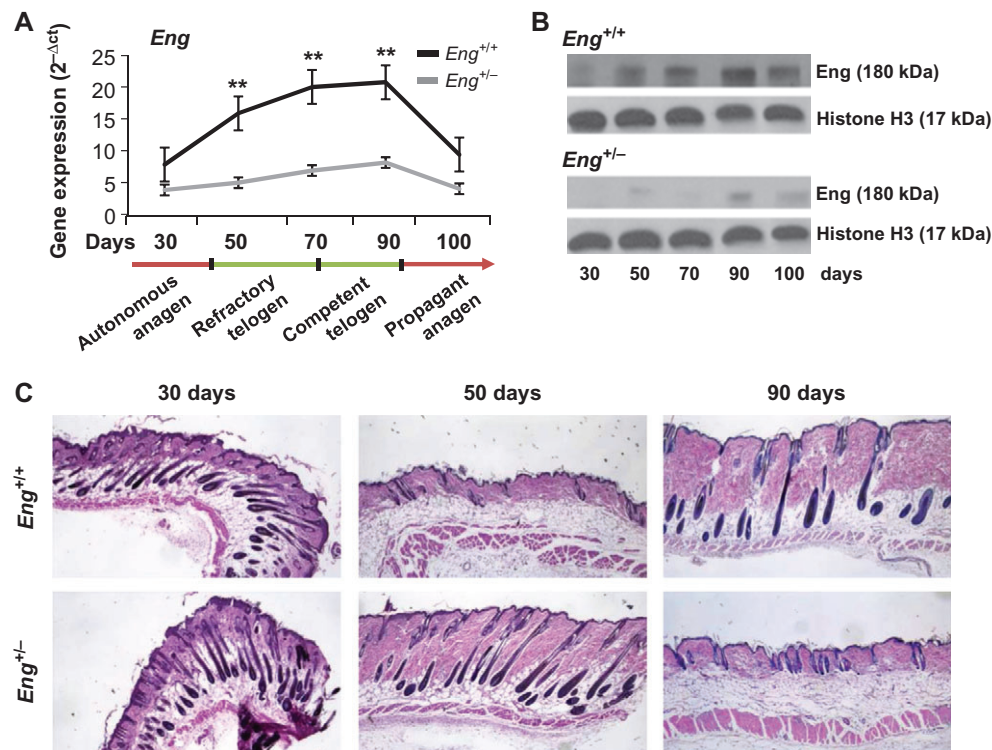 A
Eng
Gene expression (2^–Δct)
25
20
15
10
5
0
**
**
**
Eng+/+
Eng+/–
Days 30 50 70 90 100
Autonomous anagen
Refractory telogen
Competent telogen
Propagant anagen
B
Eng+/+
Eng (180 kDa)
Histone H3 (17 kDa)
Eng+/–
Eng (180 kDa)
Histone H3 (17 kDa)
30 50 70 90 100 days
C
30 days 50 days 90 days
Eng+/+
Eng+/–